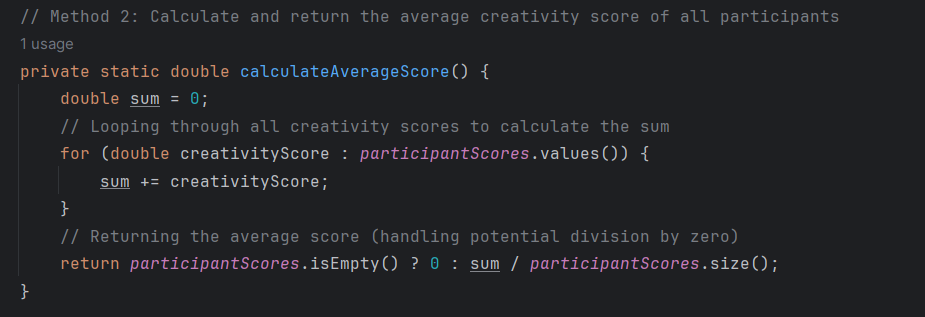 // Method 2: Calculate and return the average creativity score of all participants
1 usage
private static double calculateAverageScore() {
    double sum = 0;
    // Looping through all creativity scores to calculate the sum
    for (double creativityScore : participantScores.values()) {
        sum += creativityScore;
    }
    // Returning the average score (handling potential division by zero)
    return participantScores.isEmpty() ? 0 : sum / participantScores.size();
}